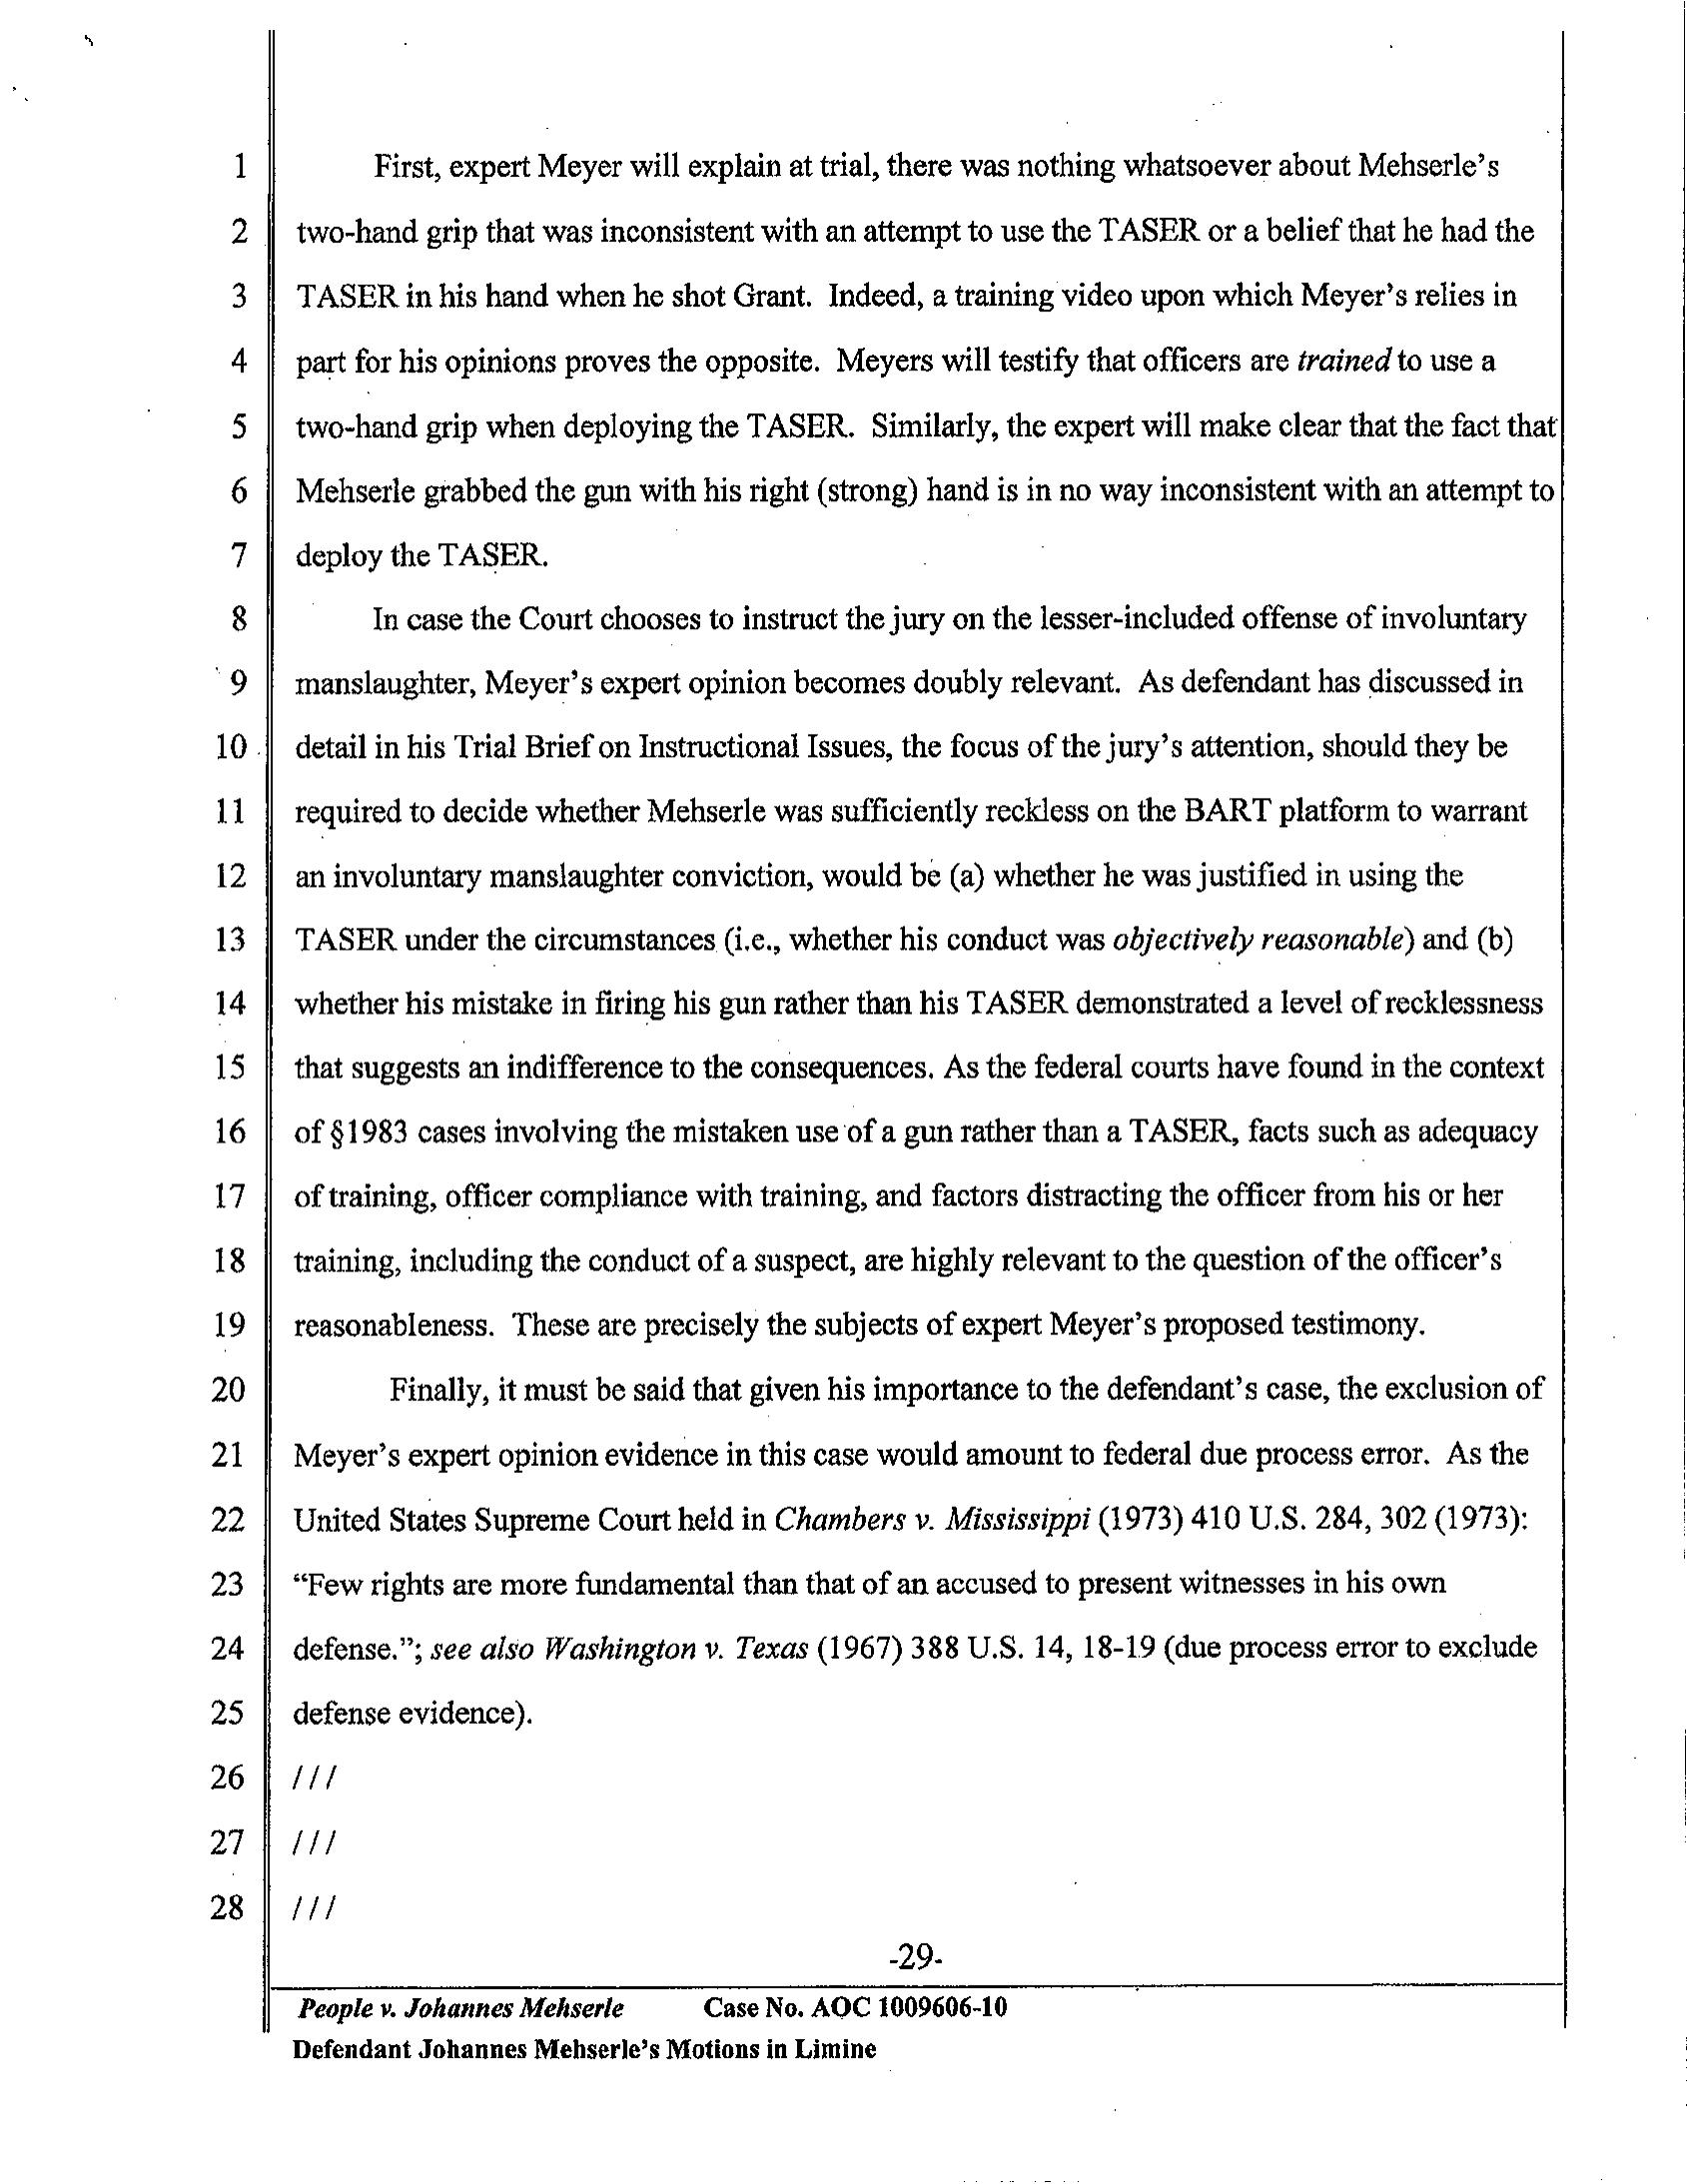 1 First, expert Meyer will explain at trial, there was nothing whatsoever about Mehserle's
2 two-hand grip that was inconsistent with an attempt to use the TASER or a belief that he had the
3 TASER in his hand when he shot Grant. Indeed, a training video upon which Meyer's relies in
4 part for his opinions proves the opposite. Meyers will testify that officers are trained to use a
5 two-hand grip when deploying the TASER. Similarly, the expert will make clear that the fact that
6 Mehserle grabbed the gun with his right (strong) hand is in no way inconsistent with an attempt to
7 deploy the TASER.
8 In case the Court chooses to instruct the jury on the lesser-included offense of involuntary
9 manslaughter, Meyer's expert opinion becomes doubly relevant. As defendant has discussed in
10 detail in his Trial Brief on Instructional Issues, the focus of the jury's attention, should they be
11 required to decide whether Mehserle was sufficiently reckless on the BART platform to warrant
12 an involuntary manslaughter conviction, would be (a) whether he was justified in using the
13 TASER under the circumstances (i.e., whether his conduct was objectively reasonable) and (b)
14 whether his mistake in firing his gun rather than his TASER demonstrated a level of recklessness
15 that suggests an indifference to the consequences. As the federal courts have found in the context
16 of §1983 cases involving the mistaken use of a gun rather than a TASER, facts such as adequacy
17 of training, officer compliance with training, and factors distracting the officer from his or her
18 training, including the conduct of a suspect, are highly relevant to the question of the officer's
19 reasonableness. These are precisely the subjects of expert Meyer's proposed testimony.
20 Finally, it must be said that given his importance to the defendant's case, the exclusion of
21 Meyer's expert opinion evidence in this case would amount to federal due process error. As the
22 United States Supreme Court held in Chambers v. Mississippi (1973) 410 U.S. 284, 302 (1973):
23 “Few rights are more fundamental than that of an accused to present witnesses in his own
24 defense.”; see also Washington v. Texas (1967) 388 U.S. 14, 18-19 (due process error to exclude
25 defense evidence).
26 ///
27 ///
28 ///
-29-
People v. Johannes Mehserle Case No. AOC 1009606-10
Defendant Johannes Mehserle's Motions in Limine